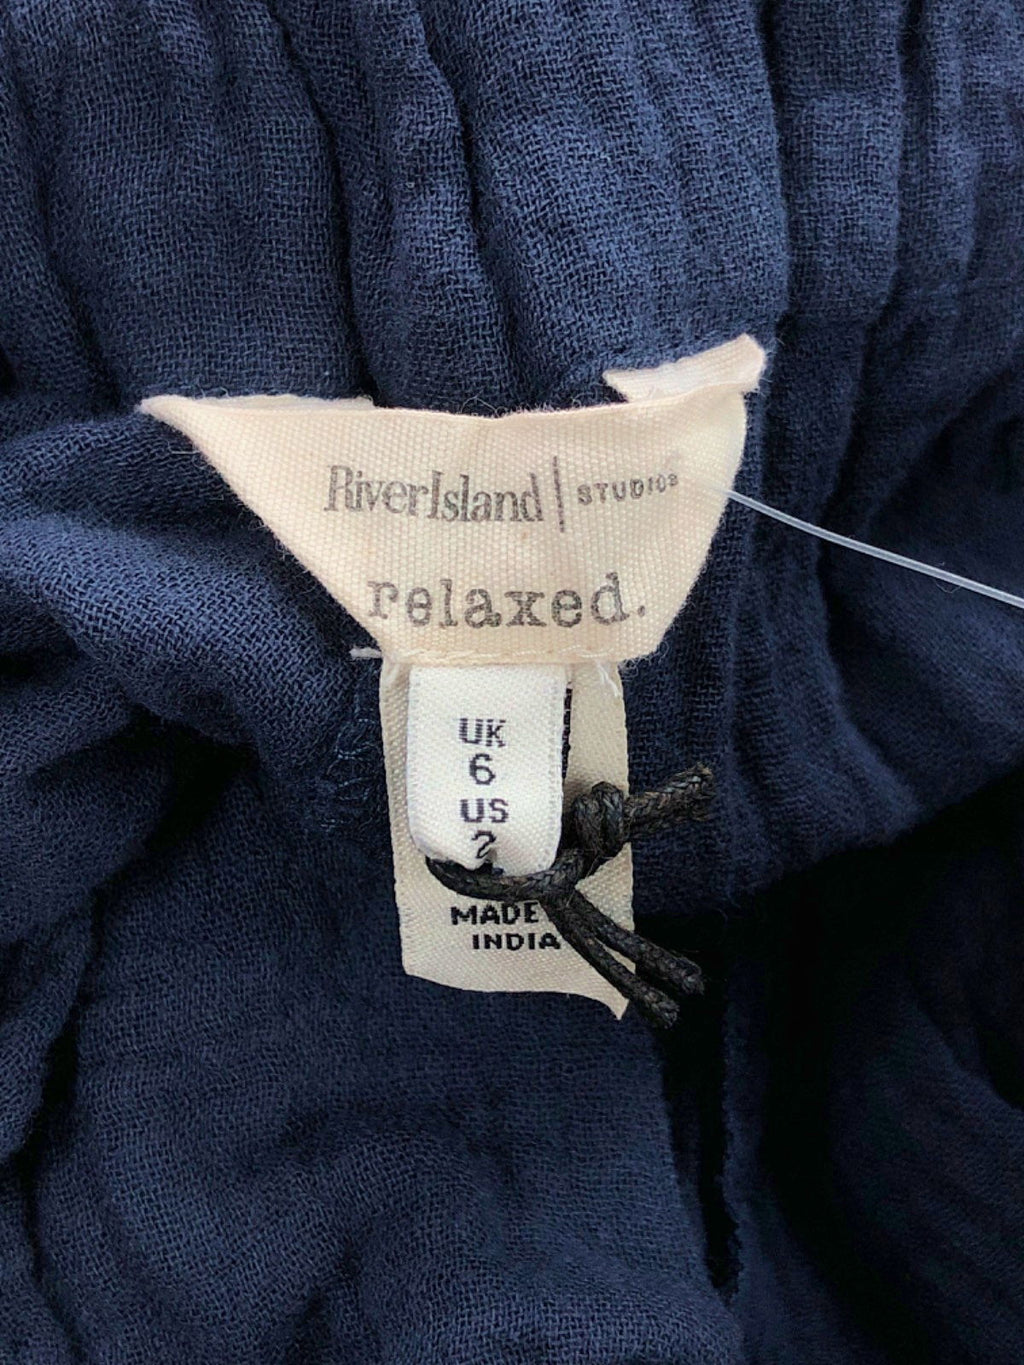 RiverIsland | STUDIOS
relaxed.
UK
6
US
2
MADE
INDIA